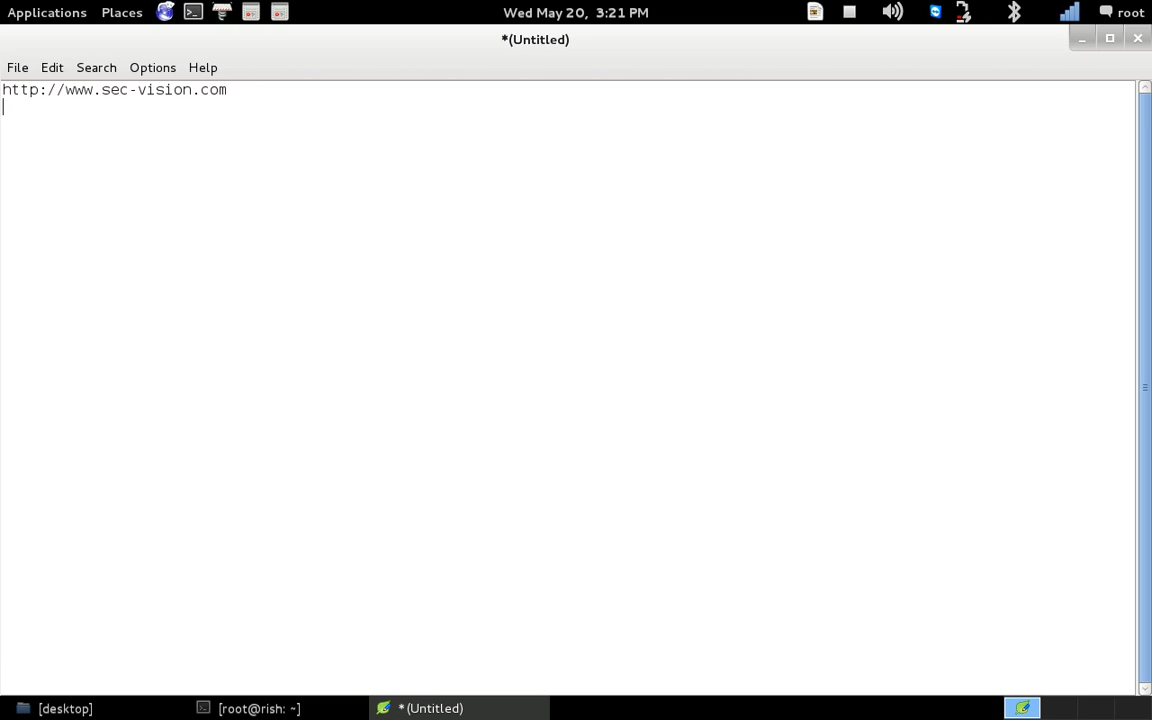 Applications Places Wed May 20, 3:21 PM root
*(Untitled)
File Edit Search Options Help
http://www.sec-vision.com
[desktop] [root@rish: ~] *(Untitled)